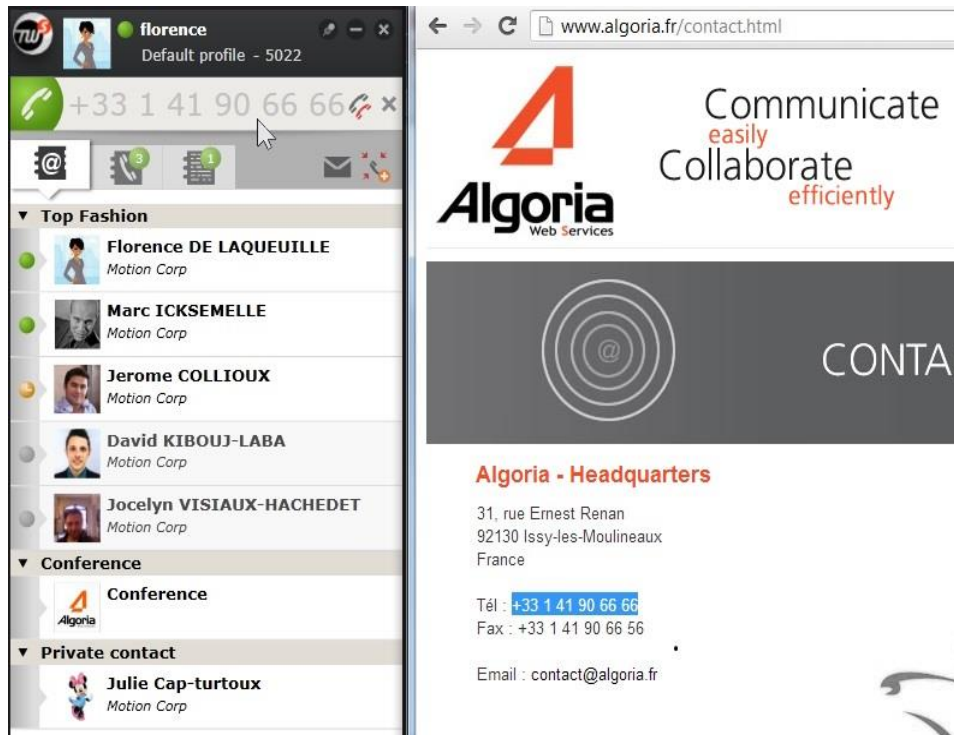 TWS
florence
Default profile - 5022
+33 1 41 90 66 66
@
3
1
Top Fashion
Florence DE LAQUEUILLE
Motion Corp
Marc ICKSEMELLE
Motion Corp
Jerome COLLIOUX
Motion Corp
David KIBOUJ-LABA
Motion Corp
Jocelyn VISIAUX-HACHEDET
Motion Corp
Conference
Algoria
Conference
Private contact
Julie Cap-turtoux
Motion Corp
www.algoria.fr/contact.html
Algoria
Web Services
Communicate
easily
Collaborate
efficiently
@
CONTA
Algoria - Headquarters
31, rue Ernest Renan
92130 Issy-les-Moulineaux
France
Tél : +33 1 41 90 66 66
Fax : +33 1 41 90 66 56
Email : contact@algoria.fr